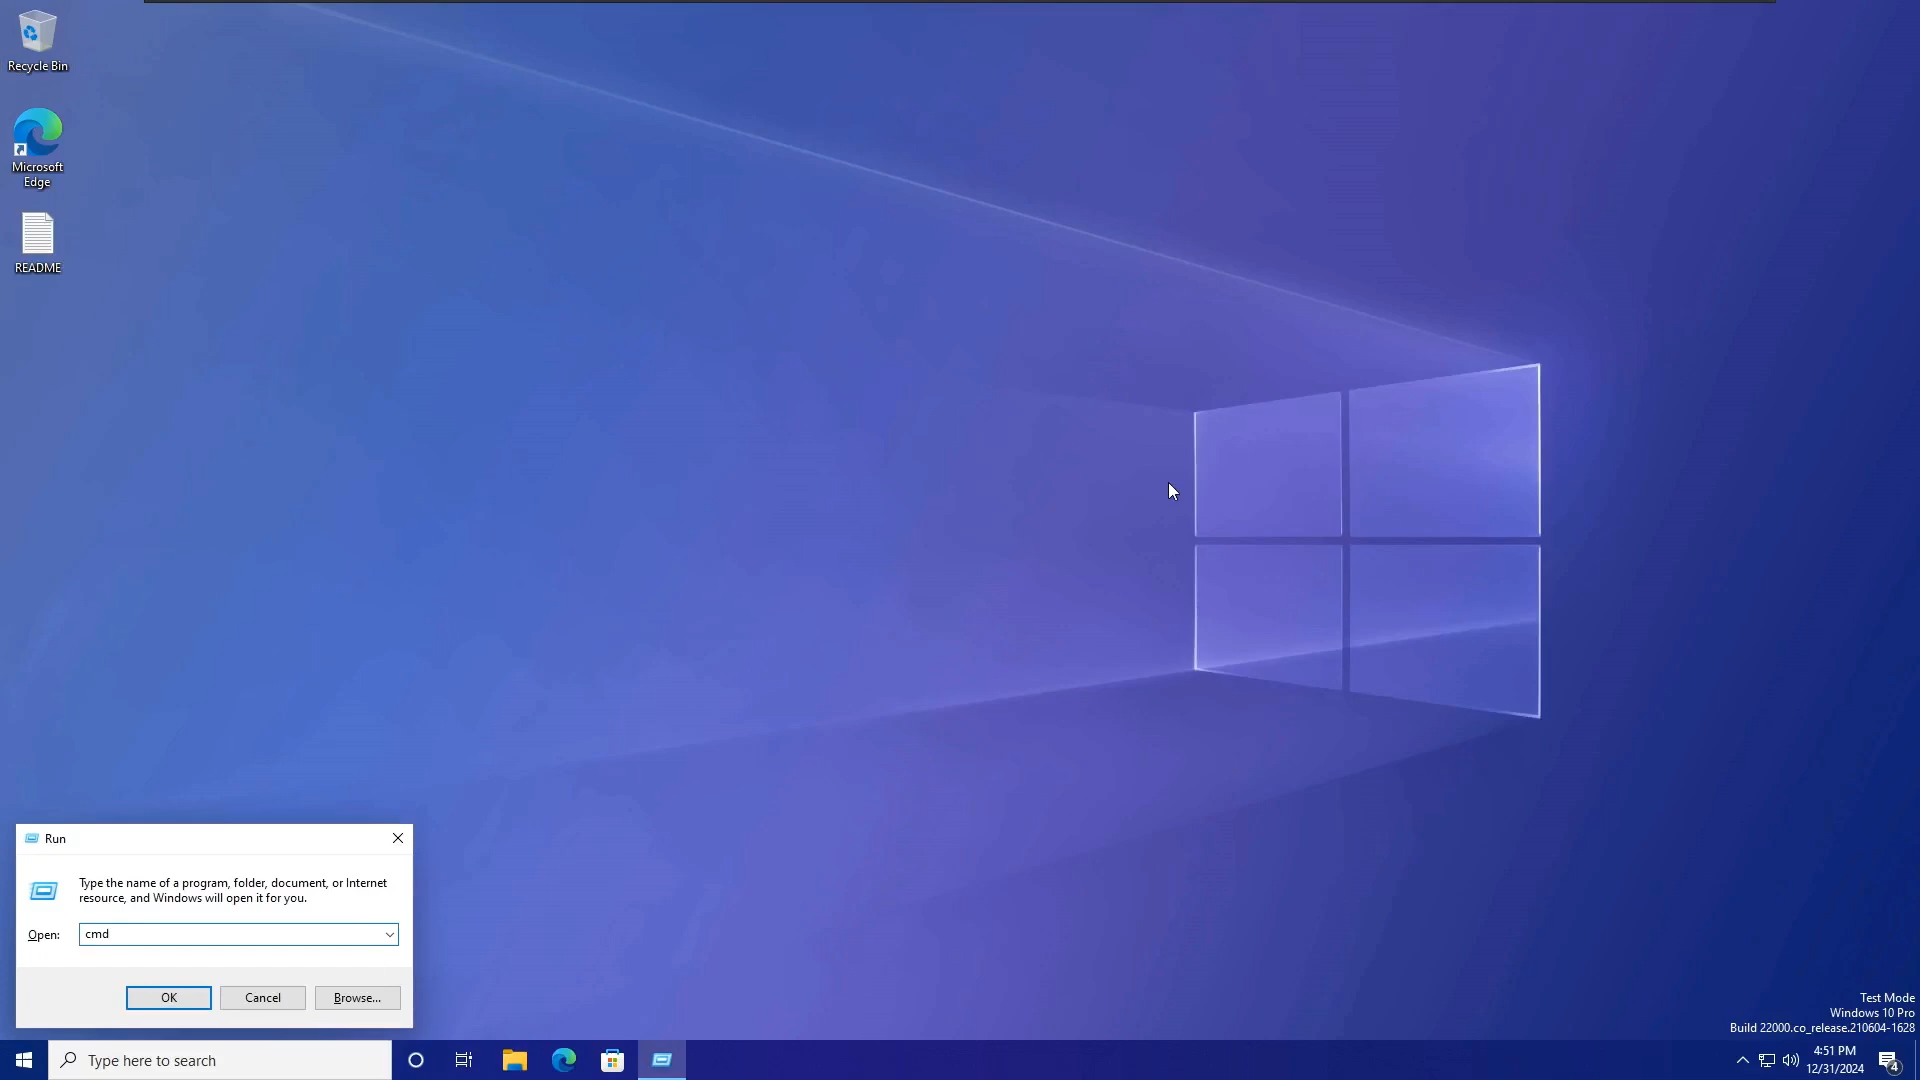 Recycle Bin
Microsoft
Edge
README
Run
Type the name of a program, folder, document, or Internet
resource, and Windows will open it for you.
Open:
cmd
OK
Cancel
Browse...
Test Mode
Windows 10 Pro
Build 22000.co_release.210604-1628
Type here to search
4:51 PM
12/31/2024
4